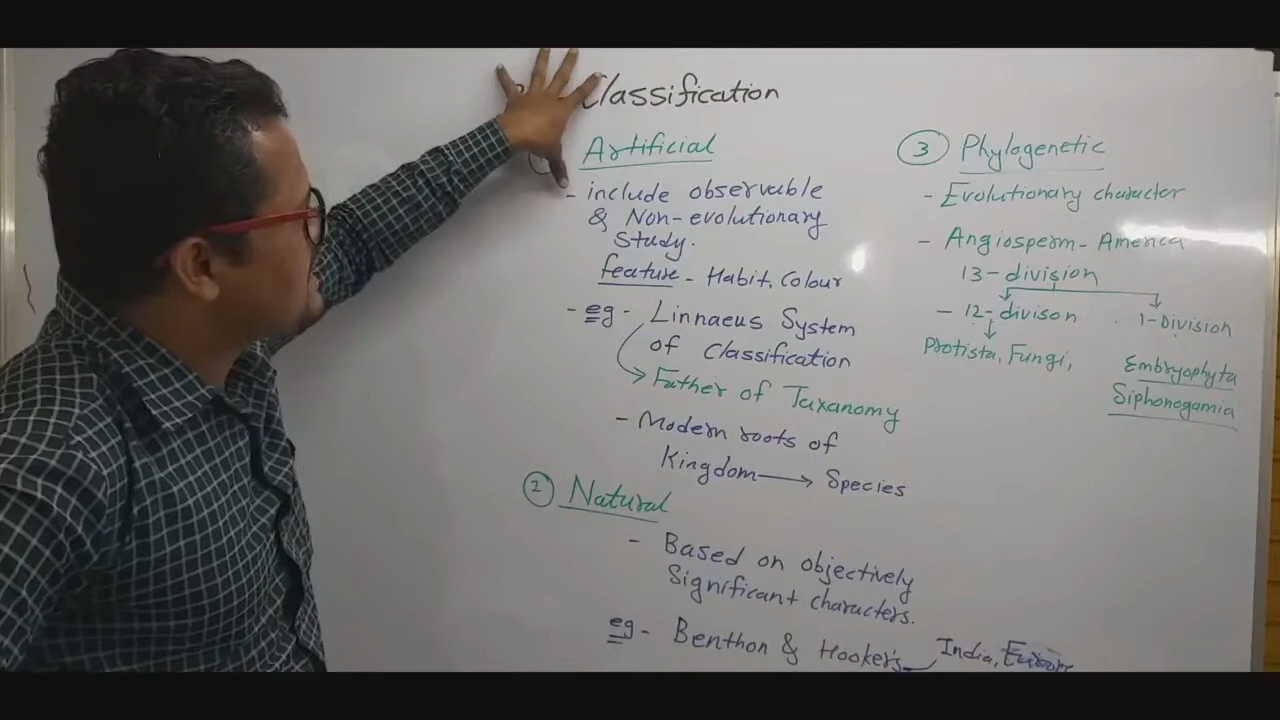 Classification
Artificial
- include observable
& Non-evolutionary
Study.
feature - Habit, Colour
- eg - Linnaeus System
of Classification
Father of Taxanomy
- Modern roots of
Kingdom → Species
2 Natural
- Based on objectively
Significant characters.
eg - Benthon & Hooker's
India, Europe
3 Phylogenetic
- Evolutionary character
- Angiosperm - America
13 - division
- 12 - divison
Protista, Fungi,
1 - Division
Embryophyta
Siphonogamia